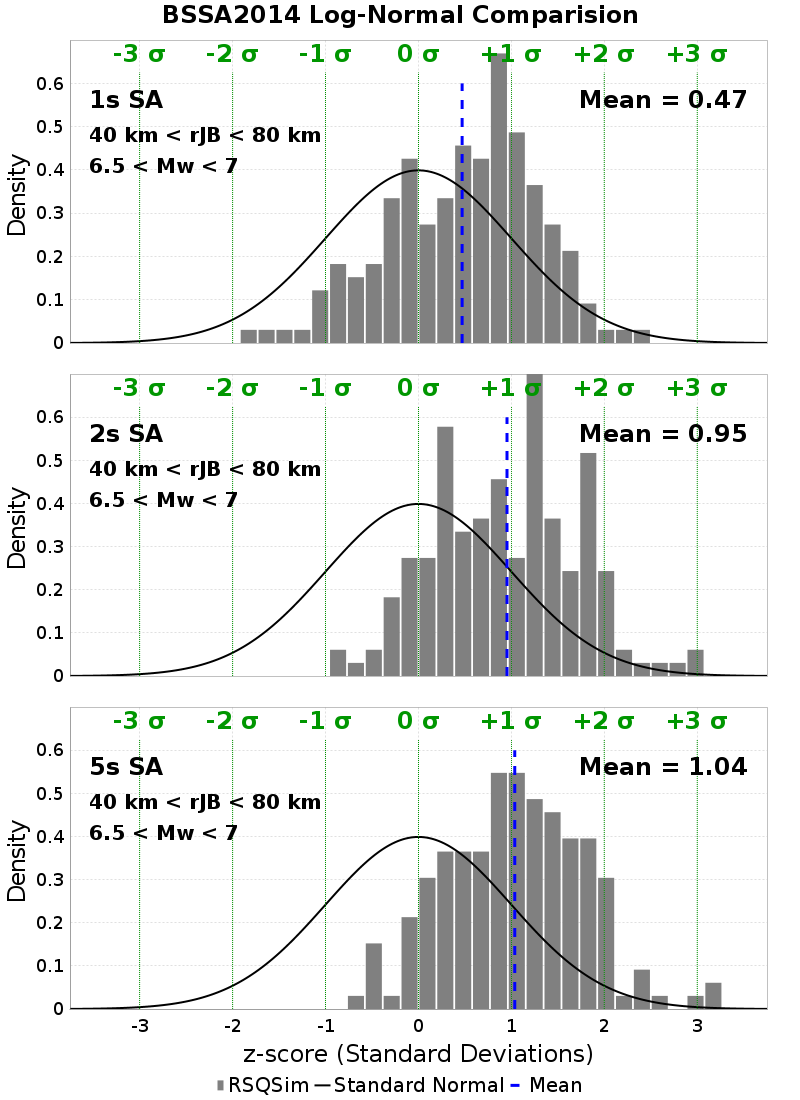 BSSA2014 Log-Normal Comparision
-3 σ -2 σ -1 σ 0 σ +1 σ +2 σ +3 σ
1s SA Mean = 0.47
40 km < rJB < 80 km
6.5 < Mw < 7
0.6
0.5
0.4
0.3
0.2
0.1
0
Density
-3 σ -2 σ -1 σ 0 σ +1 σ +2 σ +3 σ
2s SA Mean = 0.95
40 km < rJB < 80 km
6.5 < Mw < 7
0.6
0.5
0.4
0.3
0.2
0.1
0
Density
-3 σ -2 σ -1 σ 0 σ +1 σ +2 σ +3 σ
5s SA Mean = 1.04
40 km < rJB < 80 km
6.5 < Mw < 7
0.6
0.5
0.4
0.3
0.2
0.1
0
Density
-3 -2 -1 0 1 2 3
z-score (Standard Deviations)
RSQSim Standard Normal Mean